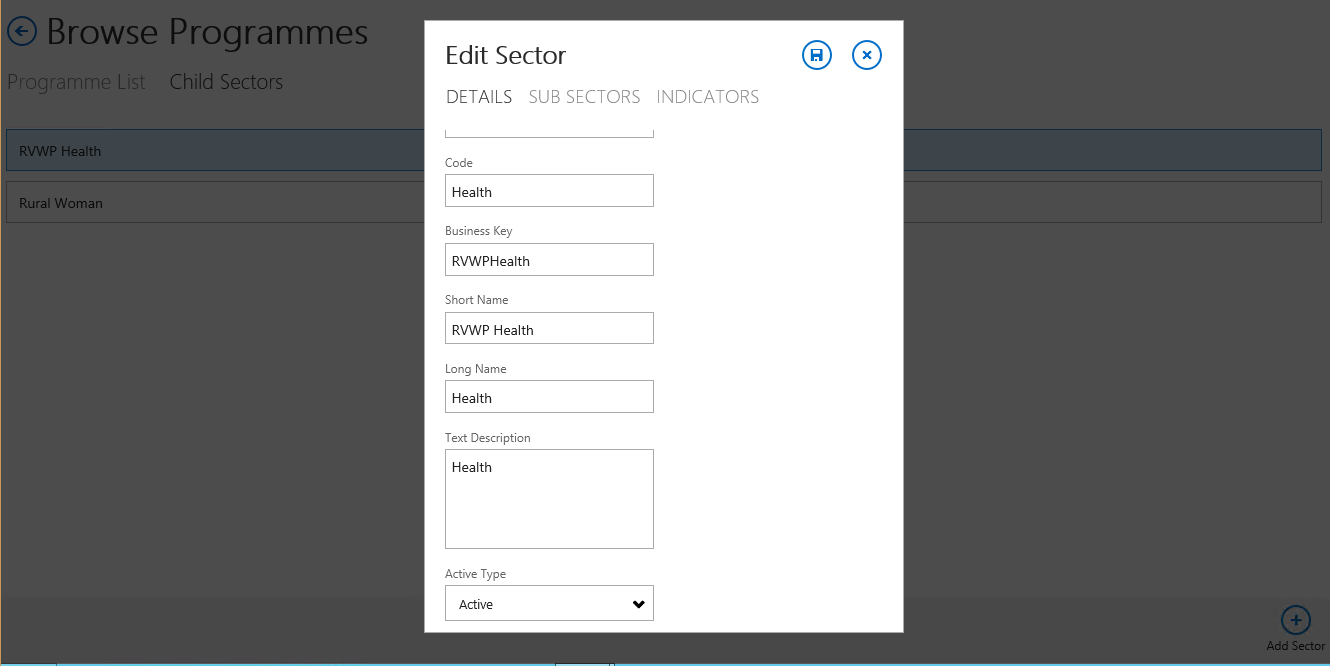 Browse Programmes
Programme List Child Sectors
RVWP Health
Rural Woman
Edit Sector
DETAILS SUB SECTORS INDICATORS
Code
Health
Business Key
RVWPHealth
Short Name
RVWP Health
Long Name
Health
Text Description
Health
Active Type
Active
Add Sector